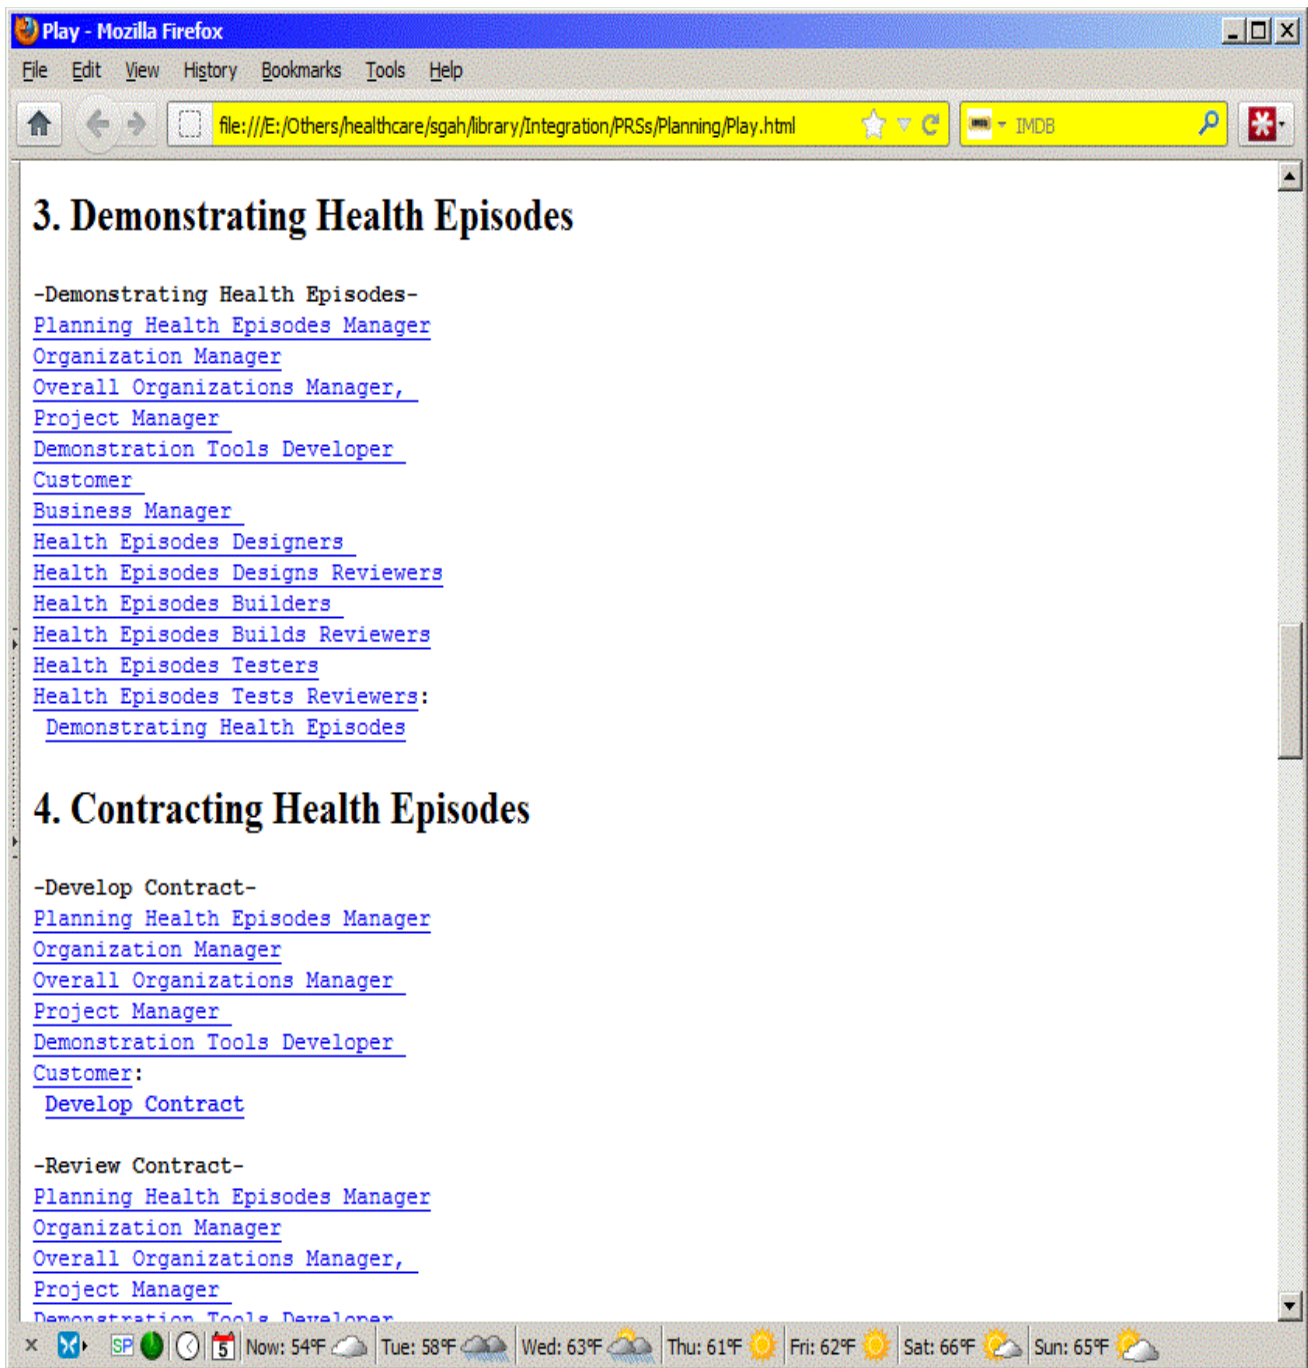 Play - Mozilla Firefox
File Edit View History Bookmarks Tools Help
file:///E:/Others/healthcare/sgah/library/Integration/PRSs/Planning/Play.html IMDB
3. Demonstrating Health Episodes
-Demonstrating Health Episodes-
Planning Health Episodes Manager
Organization Manager
Overall Organizations Manager,
Project Manager
Demonstration Tools Developer
Customer
Business Manager
Health Episodes Designers
Health Episodes Designs Reviewers
Health Episodes Builders
Health Episodes Builds Reviewers
Health Episodes Testers
Health Episodes Tests Reviewers:
Demonstrating Health Episodes
4. Contracting Health Episodes
-Develop Contract-
Planning Health Episodes Manager
Organization Manager
Overall Organizations Manager
Project Manager
Demonstration Tools Developer
Customer:
Develop Contract
-Review Contract-
Planning Health Episodes Manager
Organization Manager
Overall Organizations Manager,
Project Manager
Demonstration Tools Developer
SP 5 Now: 54°F Tue: 58°F Wed: 63°F Thu: 61°F Fri: 62°F Sat: 66°F Sun: 65°F